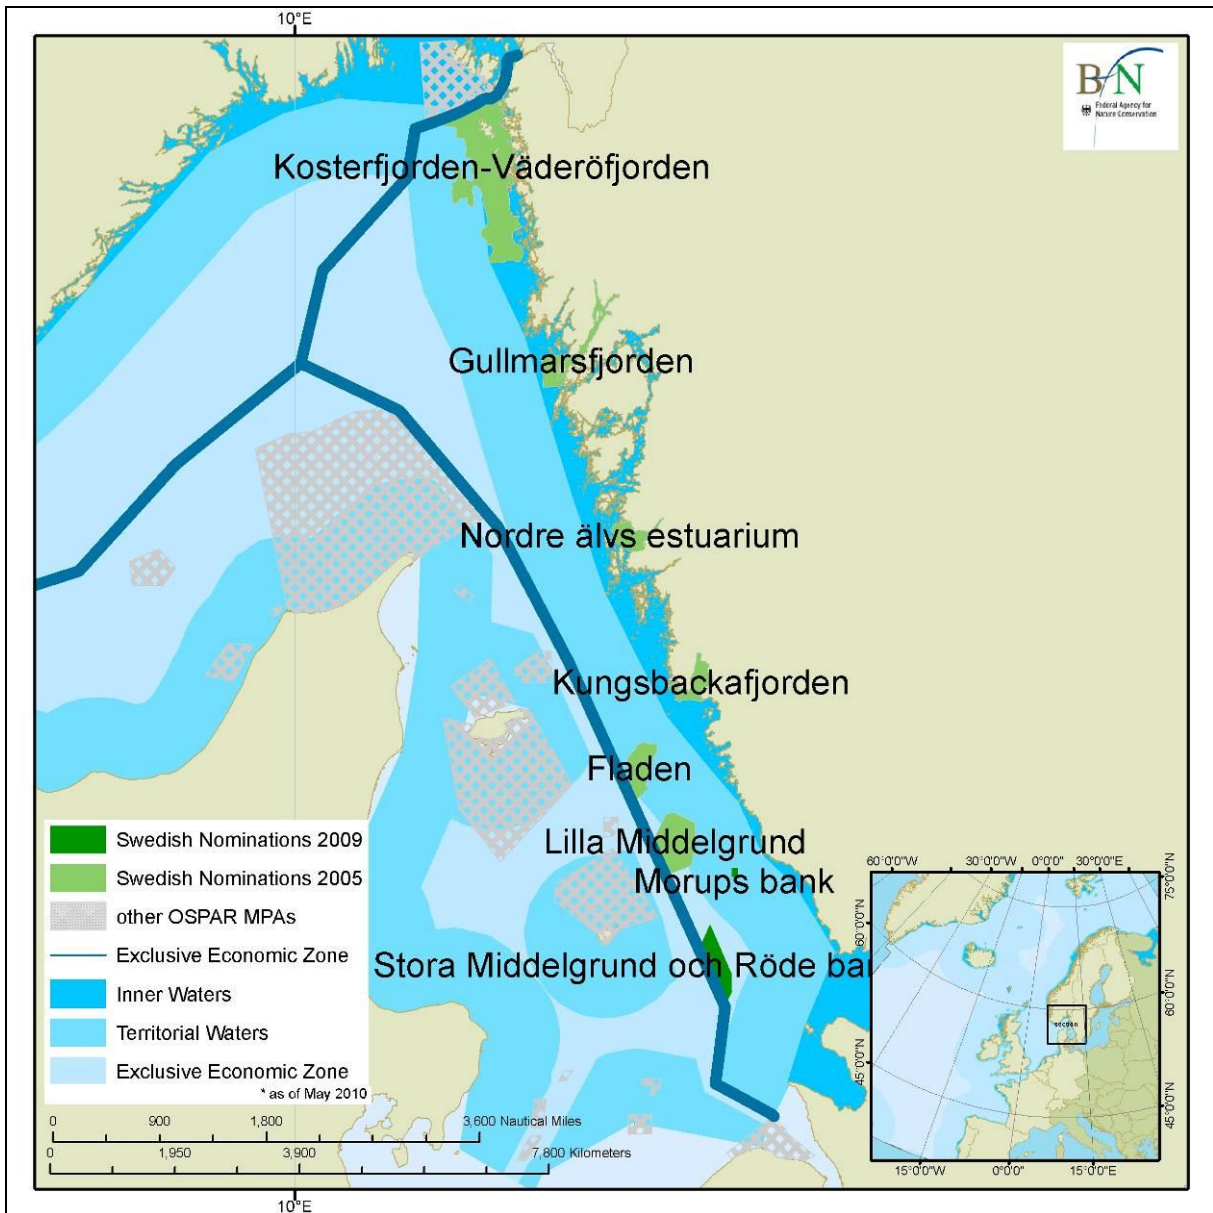 10°E
BfN
Federal Agency for
Nature Conservation
Kosterfjorden-Väderöfjorden
Gullmarsfjorden
Nordre älvs estuarium
Kungsbackafjorden
Fladen
Lilla Middelgrund
Morups bank
Stora Middelgrund och Röde ban
Swedish Nominations 2009
Swedish Nominations 2005
other OSPAR MPAs
Exclusive Economic Zone
Inner Waters
Territorial Waters
Exclusive Economic Zone
* as of May 2010
0 900 1,800 3,600 Nautical Miles
0 1,950 3,900 7,800 Kilometers
60°0'0"W 30°0'0"W 0°0'0" 30°0'0"E
75°0'0"N
60°0'0"N
60°0'0"N
section
45°0'0"N
45°0'0"N
15°0'0"W 0°0'0" 15°0'0"E
10°E